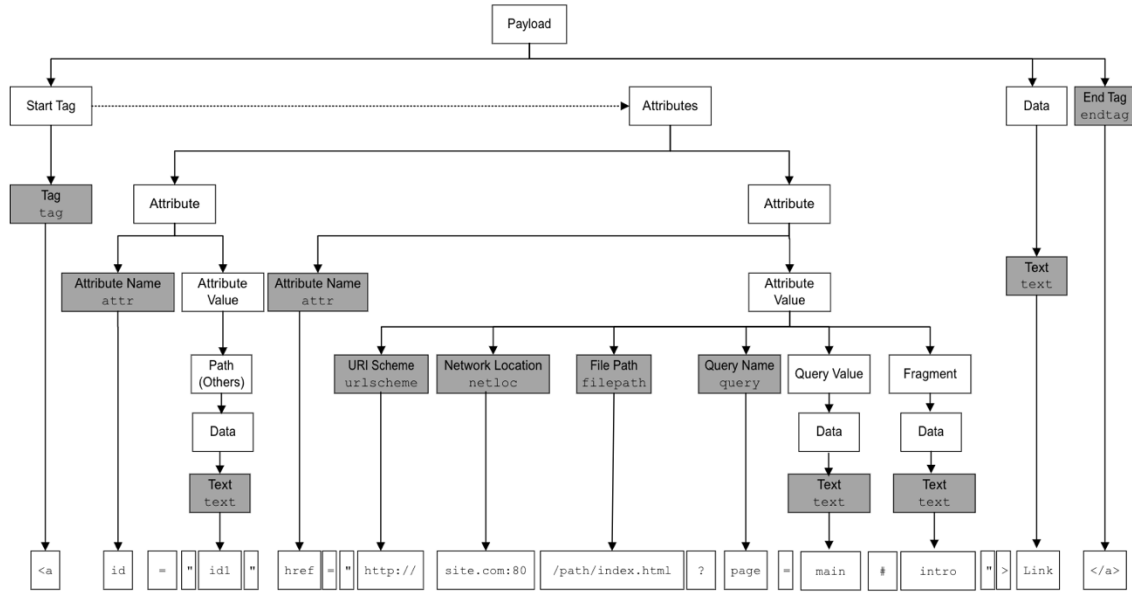 Payload
Start Tag
Attributes
Data
End Tag
endtag
Tag
tag
Attribute
Attribute
Attribute Name
attr
Attribute
Value
Attribute Name
attr
Attribute
Value
Text
text
Path
(Others)
URI Scheme
urlscheme
Network Location
netloc
File Path
filepath
Query Name
query
Query Value
Fragment
Data
Data
Data
Text
text
Text
text
Text
text
<a id = " id1 " href = " http:// site.com:80 /path/index.html ? page = main # intro " > Link </a>